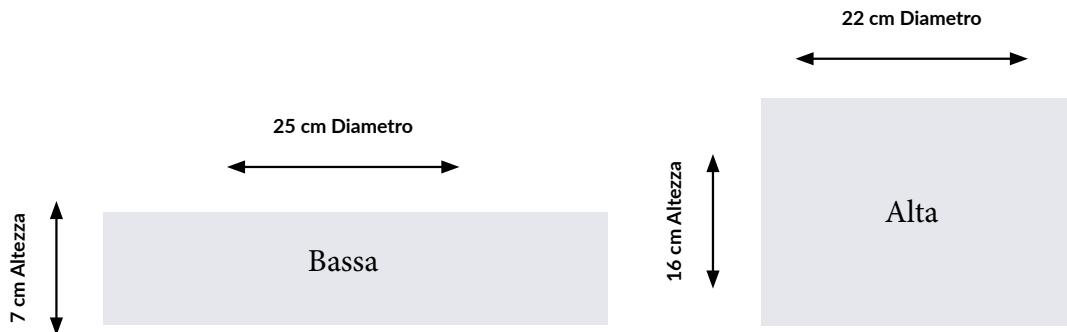 25 cm Diametro
7 cm Altezza
Bassa
22 cm Diametro
16 cm Altezza
Alta